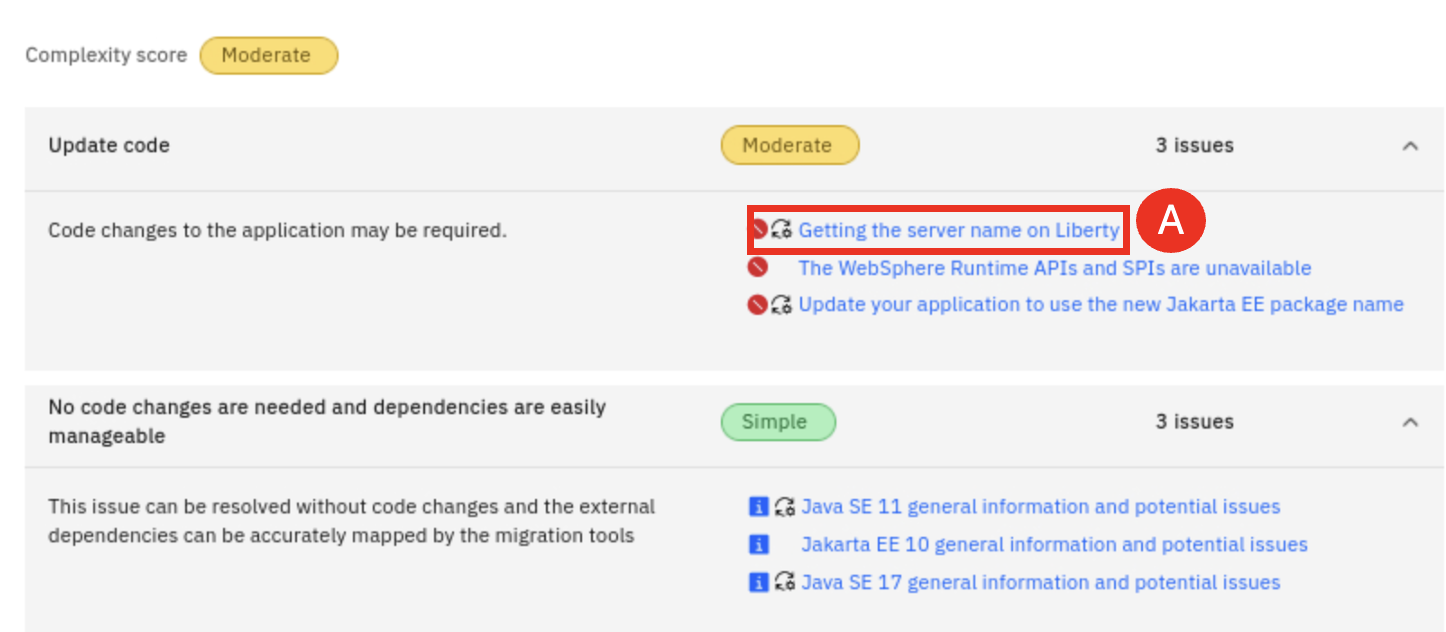 Complexity score Moderate
Update code Moderate 3 issues
Code changes to the application may be required.
Getting the server name on Liberty A
The WebSphere Runtime APIs and SPIs are unavailable
Update your application to use the new Jakarta EE package name
No code changes are needed and dependencies are easily
manageable
Simple 3 issues
This issue can be resolved without code changes and the external
dependencies can be accurately mapped by the migration tools
i Java SE 11 general information and potential issues
i Jakarta EE 10 general information and potential issues
i Java SE 17 general information and potential issues